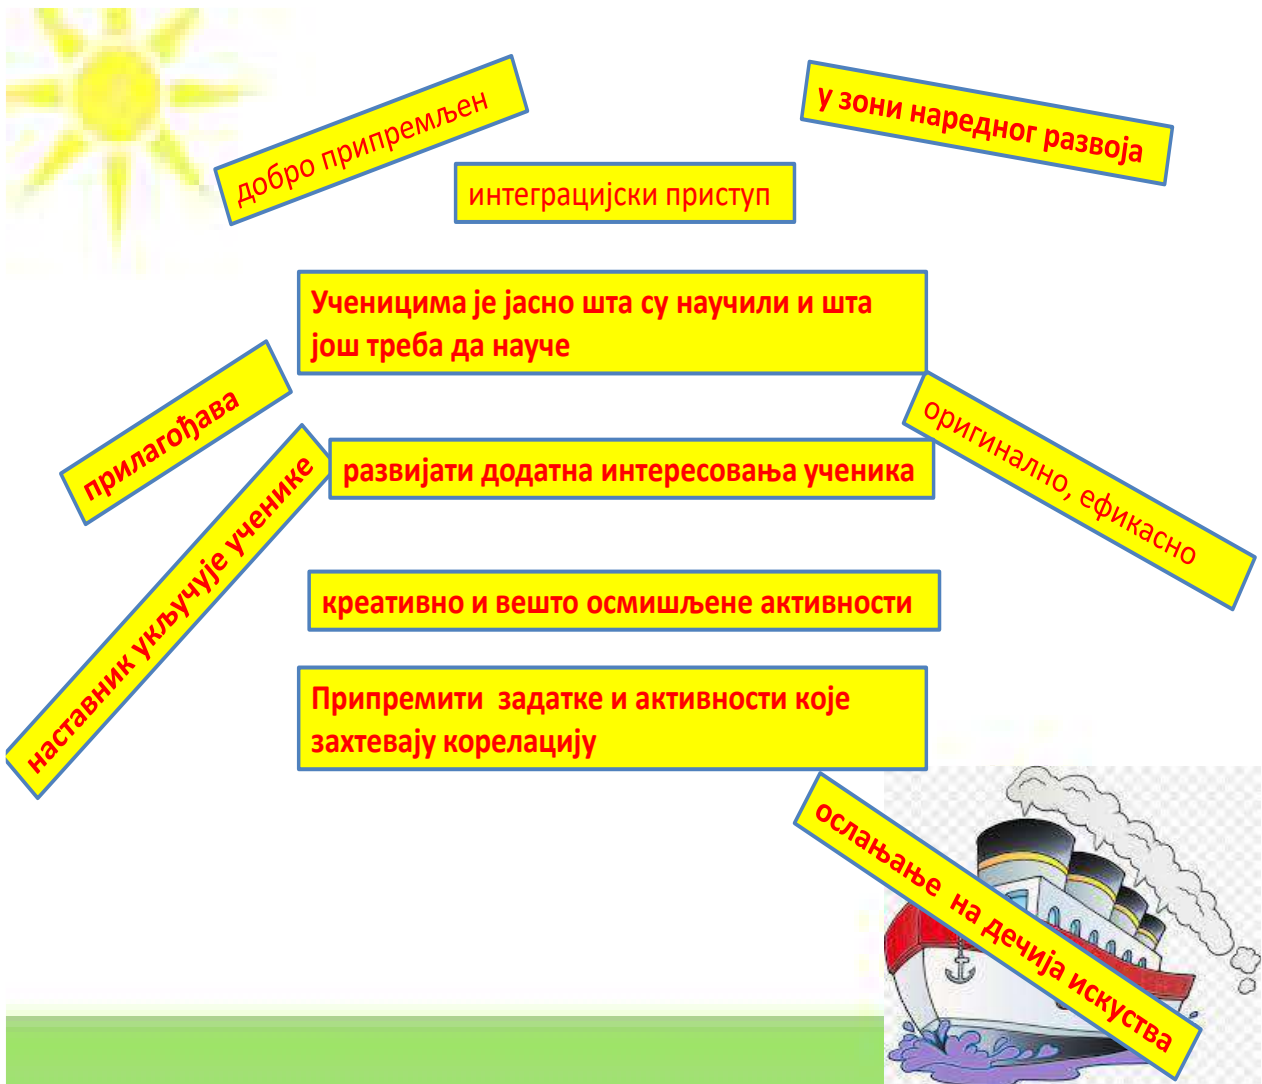 добро припремљен
у зони наредног развоја
интеграцијски приступ
Ученицима је јасно шта су научили и шта
још треба да науче
прилагођава
оригинално, ефикасно
развијати додатна интересовања ученика
наставник укључује ученике
креативно и вешто осмишљене активности
Припремити задатке и активности које
захтевају корелацију
ослањање на дечија искуства